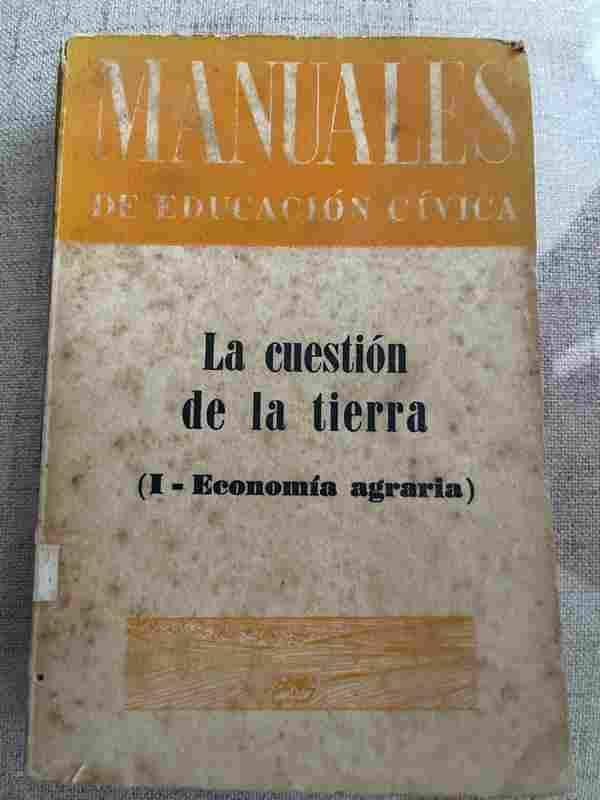 MANUALES
DE EDUCACIÓN CÍVICA
La cuestión
de la tierra
(I - Economía agraria)